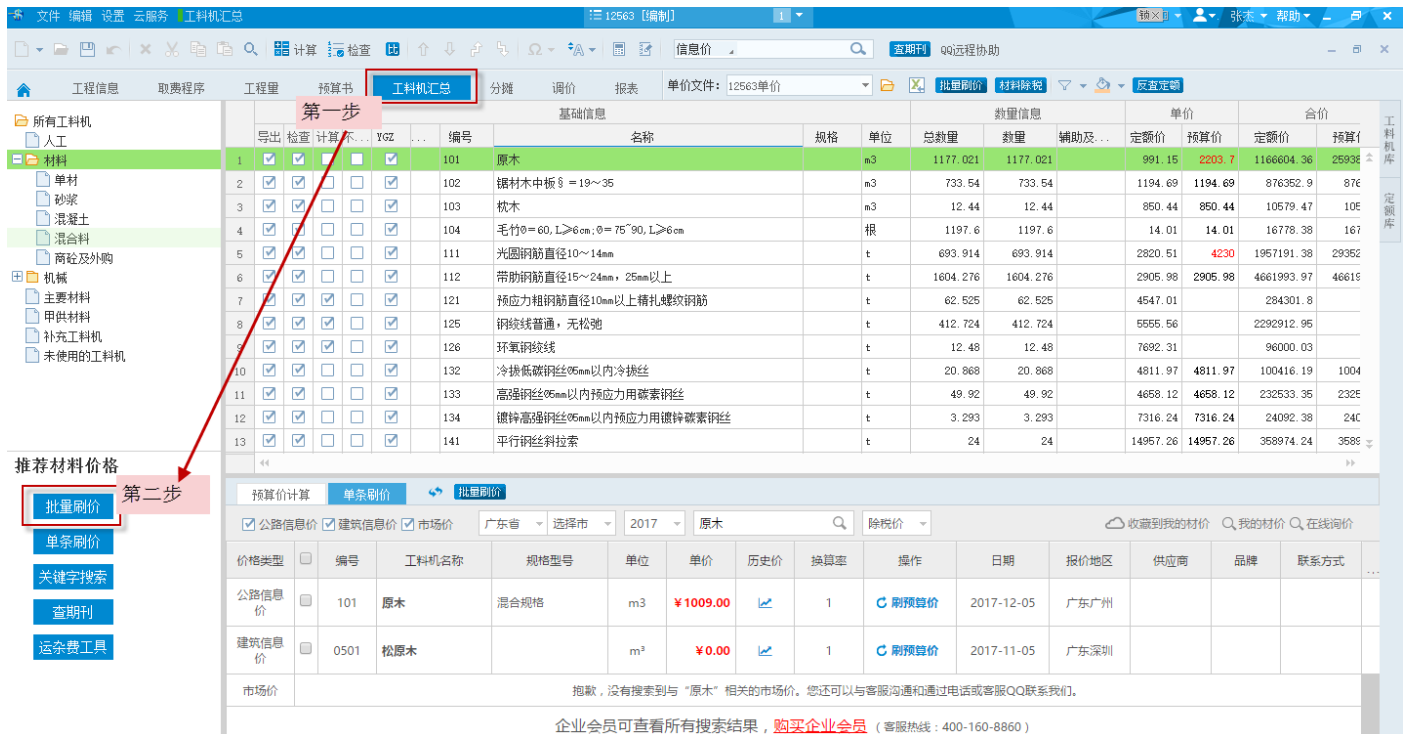 文件 编辑 设置 云服务 工料机汇总 12563 [编制] 1 锁 张杰 帮助
计算 检查 信息价 查期刊 QQ远程协助
工程信息 取费程序 工程量 预算书 工料机汇总 分摊 调价 报表 单价文件: 12563单价 批量刷价 材料除税 反查定额
第一步
所有工料机
人工
材料
单材
砂浆
混凝土
混合料
商砼及外购
机械
主要材料
甲供材料
补充工料机
未使用的工料机
基础信息 数量信息 单价 合价
导出 检查 计算 不... YGZ ... 编号 名称 规格 单位 总数量 数量 辅助及... 定额价 预算价 定额价 预算价
1 101 原木 m3 1177.021 1177.021 991.15 2203.7 1166604.36 25938
2 102 锯材木中板§=19～35 m3 733.54 733.54 1194.69 1194.69 876352.9 876
3 103 枕木 m3 12.44 12.44 850.44 850.44 10579.47 105
4 104 毛竹0=60,L≥6cm;0=75~90,L≥6cm 根 1197.6 1197.6 14.01 14.01 16778.38 167
5 111 光圆钢筋直径10～14mm t 693.914 693.914 2820.51 4230 1957191.38 29352
6 112 带肋钢筋直径15～24mm，25mm以上 t 1604.276 1604.276 2905.98 2905.98 4661993.97 46619
7 121 预应力粗钢筋直径10mm以上精扎螺纹钢筋 t 62.525 62.525 4547.01 284301.8
8 125 钢绞线普通，无松弛 t 412.724 412.724 5555.56 2292912.95
9 126 环氧钢绞线 t 12.48 12.48 7692.31 96000.03
10 132 冷拔低碳钢丝Ø5mm以内冷拔丝 t 20.868 20.868 4811.97 4811.97 100416.19 1004
11 133 高强钢丝Ø5mm以内预应力用碳素钢丝 t 49.92 49.92 4658.12 4658.12 232533.35 2325
12 134 镀锌高强钢丝Ø5mm以内预应力用镀锌碳素钢丝 t 3.293 3.293 7316.24 7316.24 24092.38 240
13 141 平行钢丝斜拉索 t 24 24 14957.26 14957.26 358974.24 3589
工料机库
定额库
推荐材料价格
第二步
批量刷价
单条刷价
关键字搜索
查期刊
运杂费工具
预算价计算 单条刷价 批量刷价
公路信息价 建筑信息价 市场价 广东省 选择市 2017 原木 除税价 收藏到我的材价 我的材价 在线询价
价格类型 编号 工料机名称 规格型号 单位 单价 历史价 换算率 操作 日期 报价地区 供应商 品牌 联系方式 ...
公路信息价 101 原木 混合规格 m3 ¥1009.00 1 刷预算价 2017-12-05 广东广州
建筑信息价 0501 松原木 m³ ¥0.00 1 刷预算价 2017-11-05 广东深圳
市场价 抱歉，没有搜索到与“原木”相关的市场价。您还可以与客服沟通和通过电话或客服QQ联系我们。
企业会员可查看所有搜索结果，购买企业会员（客服热线：400-160-8860）